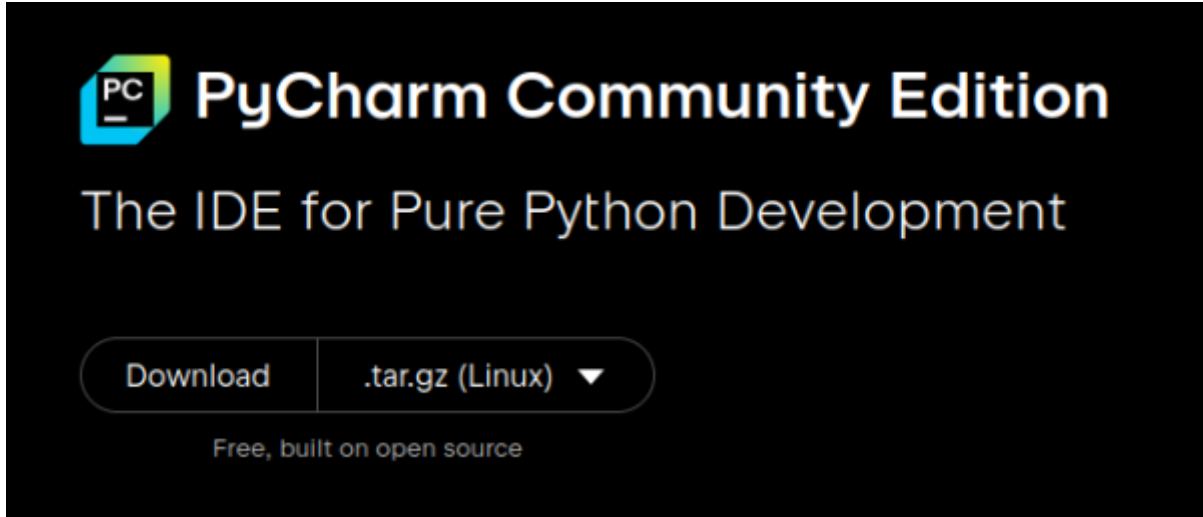 PC
PyCharm Community Edition
The IDE for Pure Python Development
Download .tar.gz (Linux)
Free, built on open source